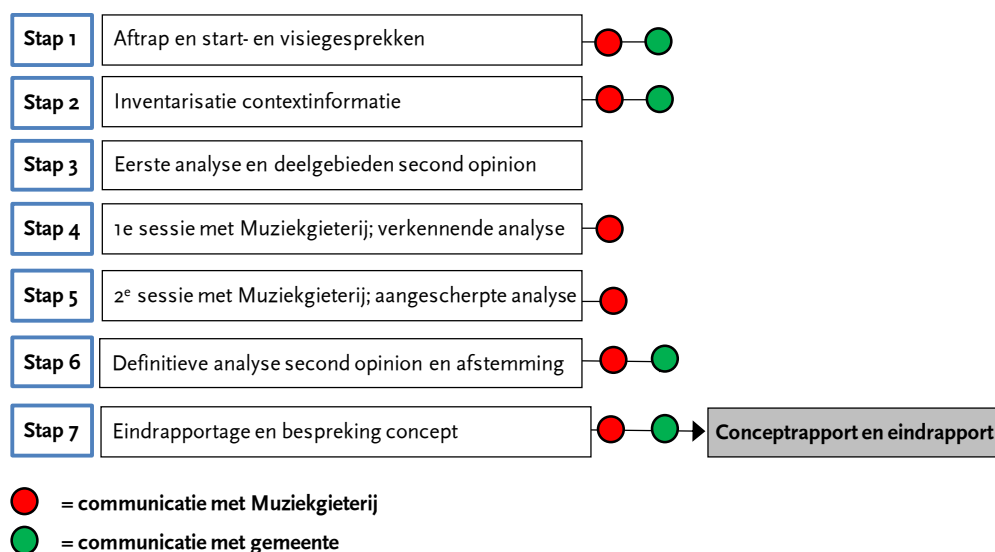 Stap 1 Aftrap en start- en visiegesprekken
Stap 2 Inventarisatie contextinformatie
Stap 3 Eerste analyse en deelgebieden second opinion
Stap 4 1e sessie met Muziekgieterij; verkennende analyse
Stap 5 2e sessie met Muziekgieterij; aangescherpte analyse
Stap 6 Definitieve analyse second opinion en afstemming
Stap 7 Eindrapportage en bespreking concept Conceptrapport en eindrapport
= communicatie met Muziekgieterij
= communicatie met gemeente